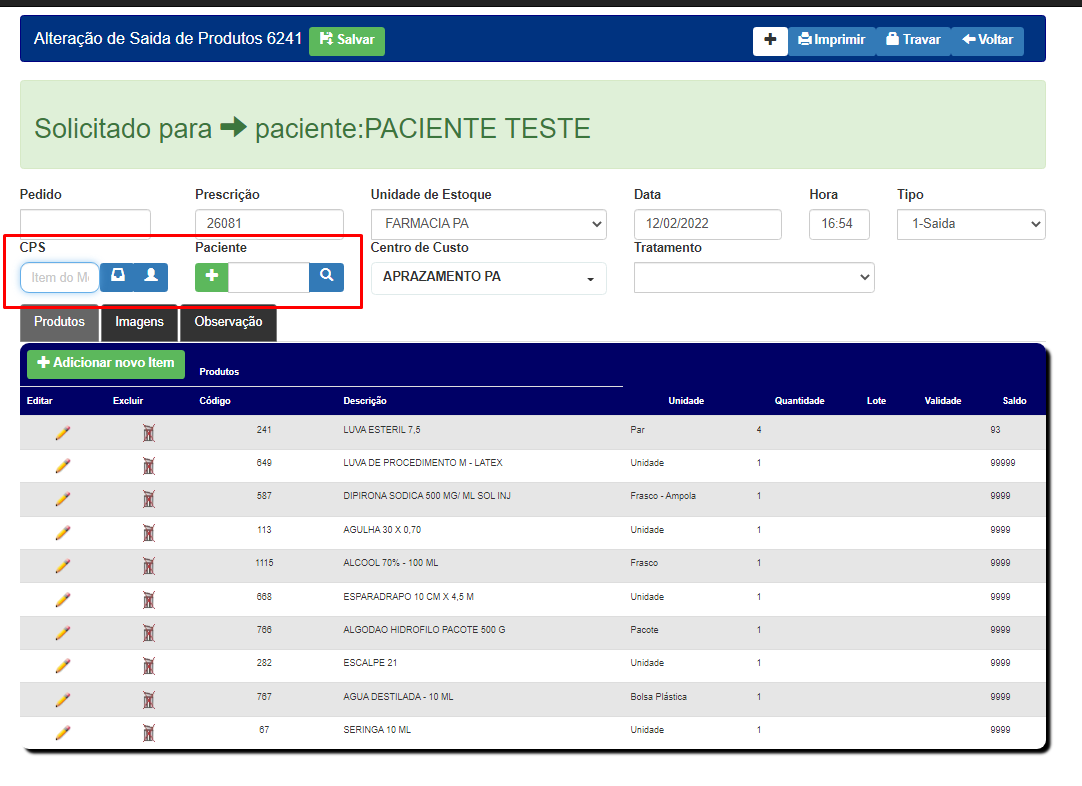 Alteração de Saida de Produtos 6241 Salvar Imprimir Travar Voltar
Solicitado para paciente:PACIENTE TESTE
Pedido Prescrição Unidade de Estoque Data Hora Tipo
26081 FARMACIA PA 12/02/2022 16:54 1-Saida
CPS Paciente Centro de Custo Tratamento
Item do Me APRAZAMENTO PA
Produtos Imagens Observação
Adicionar novo Item Produtos
Editar Excluir Código Descrição Unidade Quantidade Lote Validade Saldo
241 LUVA ESTERIL 7,5 Par 4 93
649 LUVA DE PROCEDIMENTO M - LATEX Unidade 1 99999
587 DIPIRONA SODICA 500 MG/ ML SOL INJ Frasco - Ampola 1 9999
113 AGULHA 30 X 0,70 Unidade 1 9999
1115 ALCOOL 70% - 100 ML Frasco 1 9999
668 ESPARADRAPO 10 CM X 4,5 M Unidade 1 9999
766 ALGODAO HIDROFILO PACOTE 500 G Pacote 1 9999
282 ESCALPE 21 Unidade 1 9999
767 AGUA DESTILADA - 10 ML Bolsa Plástica 1 9999
67 SERINGA 10 ML Unidade 1 9999